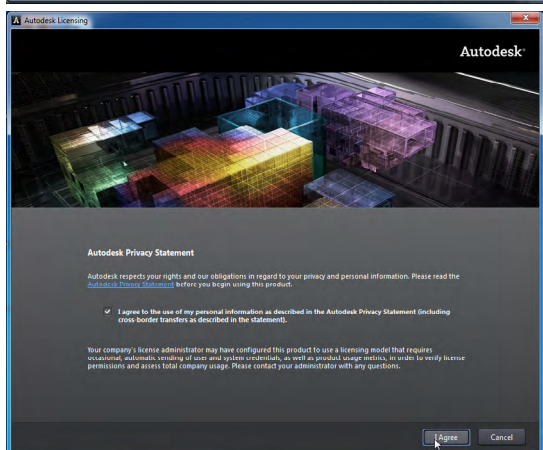 Autodesk Licensing
Autodesk
Autodesk Privacy Statement
Autodesk respects your rights and our obligations in regard to your privacy and personal information. Please read the
Autodesk Privacy Statement before you begin using this product.
I agree to the use of my personal information as described in the Autodesk Privacy Statement (including
cross-border transfers as described in the statement).
Your company's license administrator may have configured this product to use a licensing model that requires
occasional, automatic sending of user and system credentials, as well as product usage metrics, in order to verify license
permissions and assess total company usage. Please contact your administrator with any questions.
I Agree
Cancel